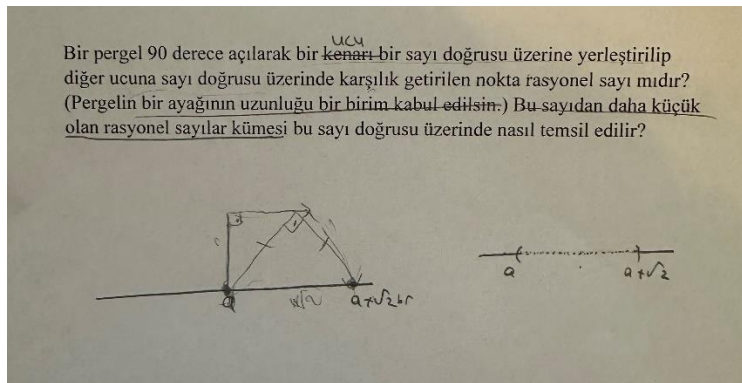 ucu
Bir pergel 90 derece açılarak bir kenarı bir sayı doğrusu üzerine yerleştirilip
diğer ucuna sayı doğrusu üzerinde karşılık getirilen nokta rasyonel sayı mıdır?
(Pergelin bir ayağının uzunluğu bir birim kabul edilsin.) Bu sayıdan daha küçük
olan rasyonel sayılar kümesi bu sayı doğrusu üzerinde nasıl temsil edilir?
a a+√2br
a a+√2